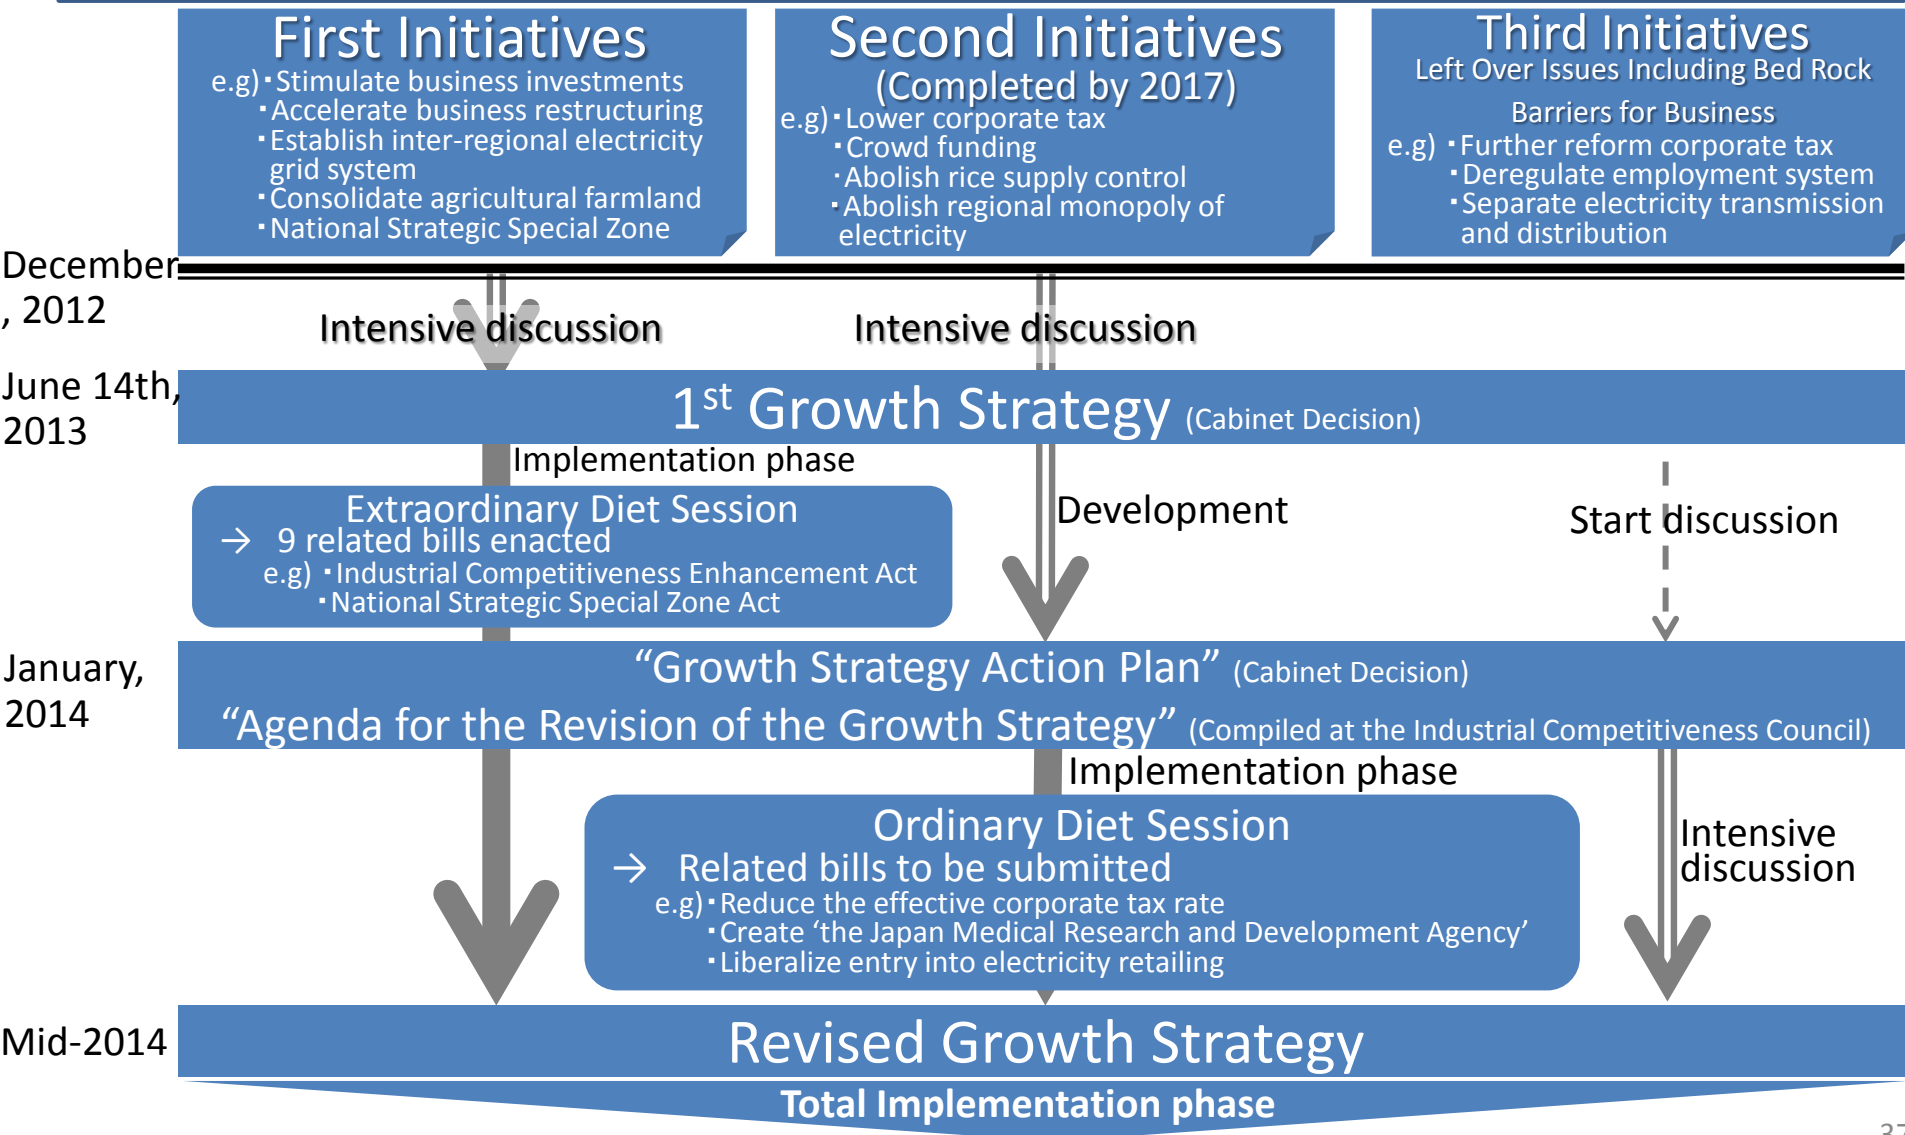 First Initiatives
e.g)・Stimulate business investments
・Accelerate business restructuring
・Establish inter-regional electricity
grid system
・Consolidate agricultural farmland
・National Strategic Special Zone
Second Initiatives
(Completed by 2017)
e.g)・Lower corporate tax
・Crowd funding
・Abolish rice supply control
・Abolish regional monopoly of
electricity
Third Initiatives
Left Over Issues Including Bed Rock
Barriers for Business
e.g) ・Further reform corporate tax
・Deregulate employment system
・Separate electricity transmission
and distribution
December
, 2012
Intensive discussion
Intensive discussion
June 14th,
2013
1st Growth Strategy (Cabinet Decision)
Implementation phase
Extraordinary Diet Session
→ 9 related bills enacted
e.g) ・Industrial Competitiveness Enhancement Act
・National Strategic Special Zone Act
Development
Start discussion
January,
2014
“Growth Strategy Action Plan” (Cabinet Decision)
“Agenda for the Revision of the Growth Strategy” (Compiled at the Industrial Competitiveness Council)
Implementation phase
Ordinary Diet Session
→ Related bills to be submitted
e.g)・Reduce the effective corporate tax rate
・Create ‘the Japan Medical Research and Development Agency’
・Liberalize entry into electricity retailing
Intensive
discussion
Mid-2014
Revised Growth Strategy
Total Implementation phase
37